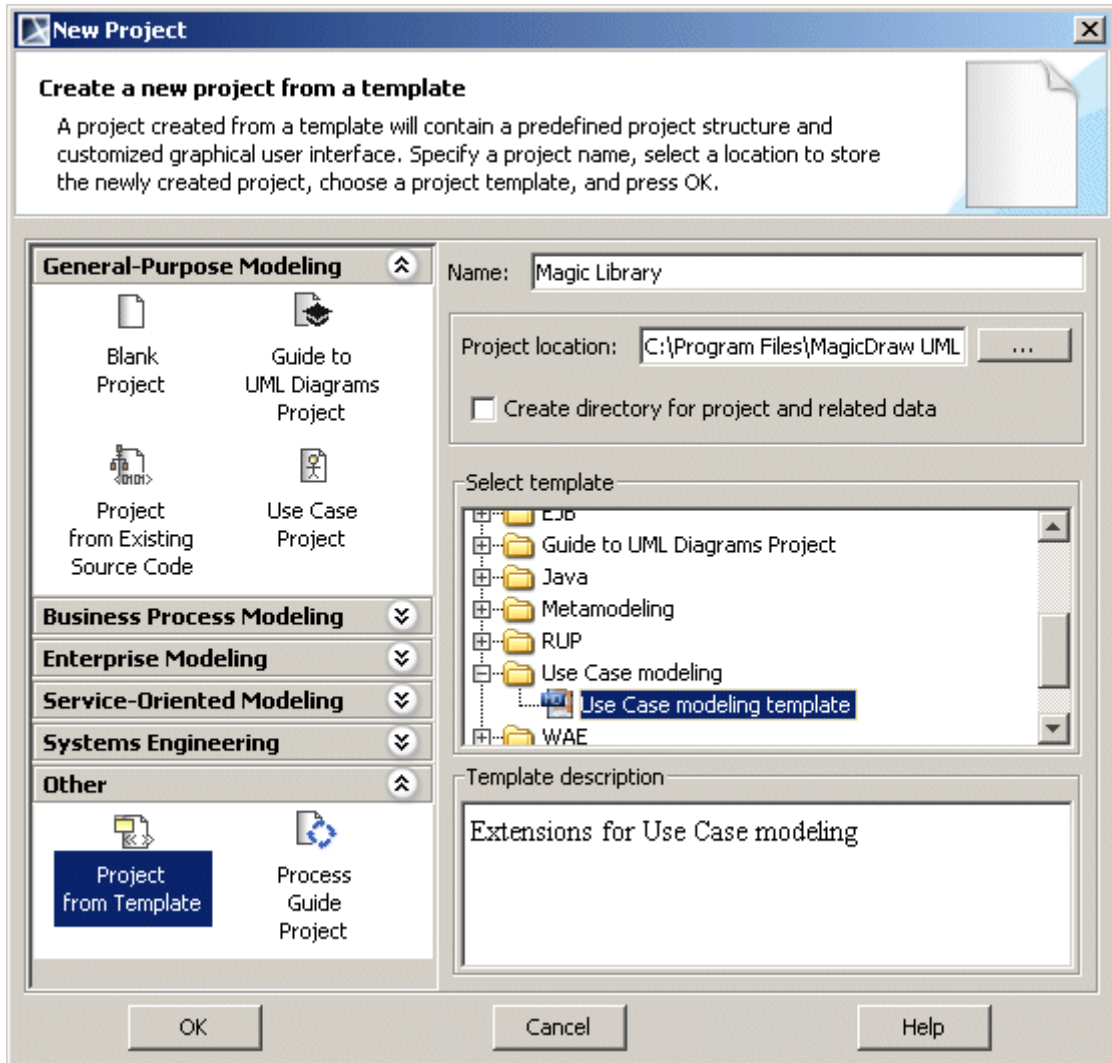 New Project
Create a new project from a template
A project created from a template will contain a predefined project structure and
customized graphical user interface. Specify a project name, select a location to store
the newly created project, choose a project template, and press OK.
General-Purpose Modeling
Blank
Project
Guide to
UML Diagrams
Project
Project
from Existing
Source Code
Use Case
Project
Business Process Modeling
Enterprise Modeling
Service-Oriented Modeling
Systems Engineering
Other
Project
from Template
Process
Guide
Project
Name: Magic Library
Project location: C:\Program Files\MagicDraw UML ...
Create directory for project and related data
Select template
EJB
Guide to UML Diagrams Project
Java
Metamodeling
RUP
Use Case modeling
Use Case modeling template
WAE
Template description
Extensions for Use Case modeling
OK Cancel Help